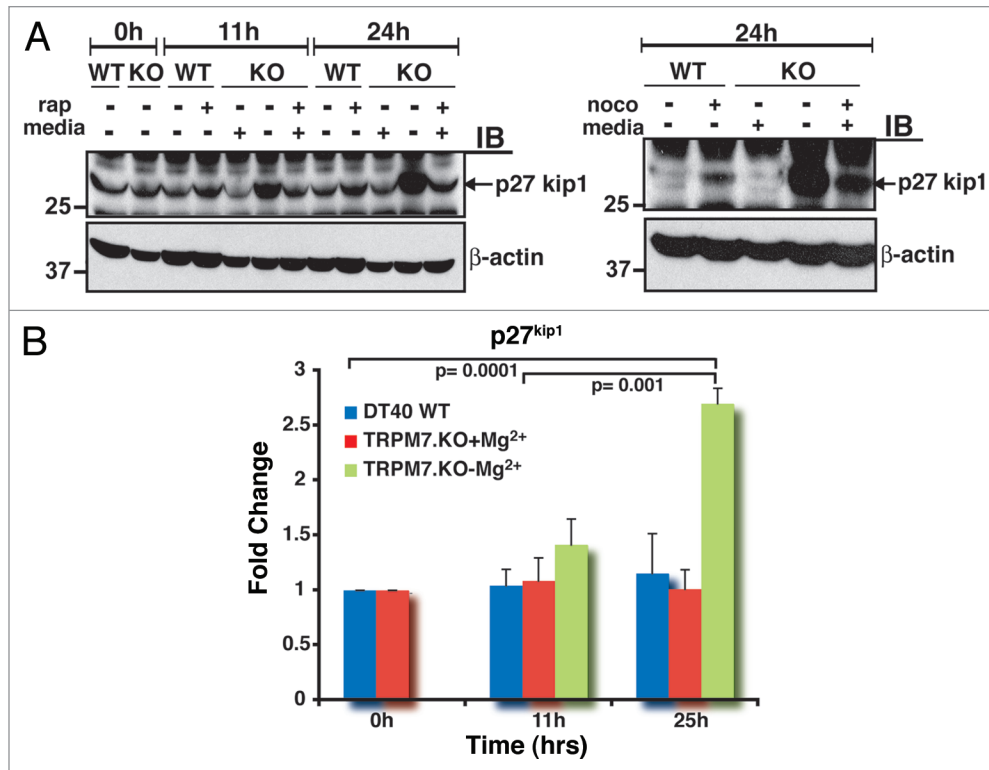 A
0h 11h 24h
WT KO WT KO WT KO
rap - - - + - - + - + - - +
media - - - - + - + - - + - +
IB
p27 kip1
25
β-actin
37
24h
WT KO
noco - + - - +
media - - + - +
IB
p27 kip1
25
β-actin
37
B
p27kip1
p= 0.0001
p= 0.001
DT40 WT
TRPM7.KO+Mg2+
TRPM7.KO-Mg2+
Fold Change
3
2.5
2
1.5
1
0.5
0
0h 11h 25h
Time (hrs)